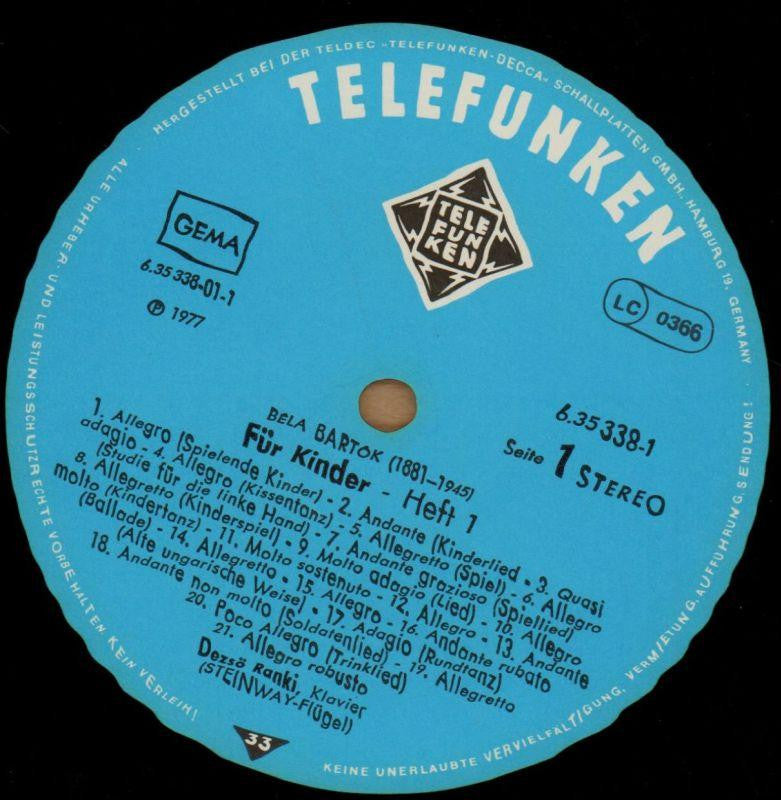 HERGESTELLT BEI DER TELDEC »TELEFUNKEN-DECCA« SCHALLPLATTEN GMBH., HAMBURG 19, GERMANY
TELEFUNKEN
TELE
FUN
KEN
GEMA
6.35 338-01-1
Ⓟ 1977
LC 0366
6.35 338-1
Seite 1 STEREO
BELA BARTOK (1881–1945)
Für Kinder - Heft 1
1. Allegro (Spielende Kinder) - 2. Andante (Kinderlied) - 3. Quasi
adagio - 4. Allegro (Kissentanz) - 5. Allegretto (Spiel) - 6. Allegro
(Studie für die linke Hand) - 7. Andante grazioso (Spiellied)
8. Allegretto (Kinderspiel) - 9. Molto adagio (Lied) - 10. Allegro
molto (Kindertanz) - 11. Molto sostenuto - 12. Allegro - 13. Andante
(Ballade) - 14. Allegretto - 15. Allegro - 16. Andante rubato
(Alte ungarische Weise) - 17. Adagio (Rundtanz)
18. Andante non molto (Soldatenlied) - 19. Allegretto
20. Poco Allegro (Trinklied)
21. Allegro robusto
Dezsö Ranki, Klavier
(STEINWAY-Flügel)
33
ALLE URHEBER- UND LEISTUNGSSCHUTZRECHTE VORBEHALTEN KEIN VERLEIH!
KEINE UNERLAUBTE VERVIELFÄLTIGUNG, VERMIETUNG, AUFFÜHRUNG, SENDUNG!